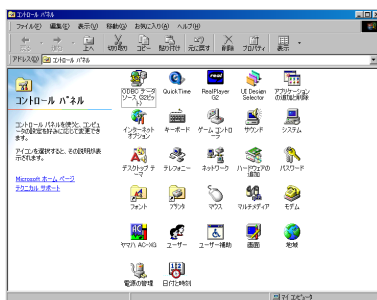 コントロール パネル
ファイル(F) 編集(E) 表示(V) 移動(G) お気に入り(A) ヘルプ(H)
戻る 進む 上へ 切り取り コピー 貼り付け 元に戻す 削除 プロパティ 表示
アドレス(D) コントロール パネル
コントロール パネル
コントロール パネルを使うと、コンピュ
ータの設定を好みに応じて変更でき
ます。
アイコンを選択すると、その説明が表
示されます。
Microsoft ホーム ページ
テクニカル サポート
ODBC データ
ソース (32ビッ
ト)
QuickTime
RealPlayer
G2
UI Design
Selector
アプリケーション
の追加と削除
インターネット
オプション
キーボード
ゲーム コントロ
ーラ
サウンド
システム
デスクトップ テ
ーマ
テレフォニー
ネットワーク
ハードウェアの
追加
パスワード
フォント
プリンタ
マウス
マルチメディア
モデム
ヤマハ AC-XG
ユーザー
ユーザー補助
画面
地域
電源の管理
日付と時刻
マイ コンピュータ